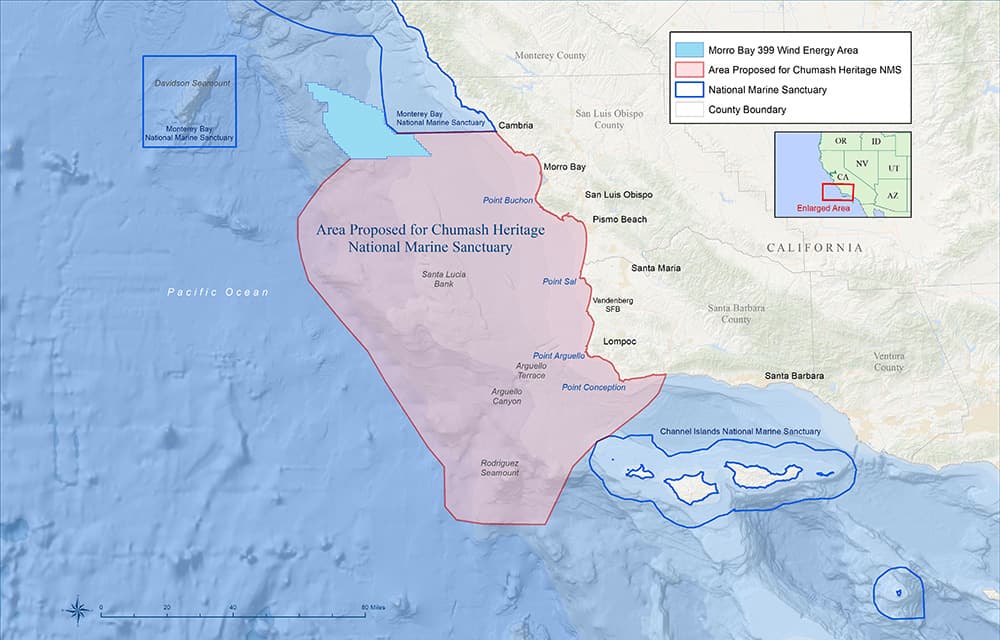 Morro Bay 399 Wind Energy Area
Area Proposed for Chumash Heritage NMS
National Marine Sanctuary
County Boundary
OR
ID
NV
UT
CA
AZ
Enlarged Area
Monterey County
Davidson Seamount
Monterey Bay
National Marine Sanctuary
Monterey Bay
National Marine Sanctuary
Cambria
San Luis Obispo
County
Morro Bay
Point Buchon
San Luis Obispo
Pismo Beach
Area Proposed for Chumash Heritage
National Marine Sanctuary
CALIFORNIA
Santa Lucia
Bank
Santa Maria
Point Sal
Pacific Ocean
Vandenberg
SFB
Santa Barbara
County
Lompoc
Point Arguello
Arguello
Terrace
Ventura
County
Santa Barbara
Point Conception
Arguello
Canyon
Channel Islands National Marine Sanctuary
Rodriguez
Seamount
0 20 40 80 Miles